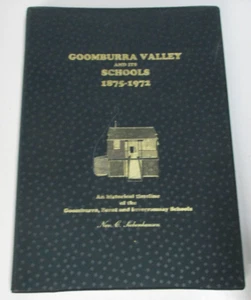 GOOMBURRA VALLEY
AND ITS
SCHOOLS
1875-1972
An Historical Outline
of the
Goomburra, Forest and Inverramsay Schools